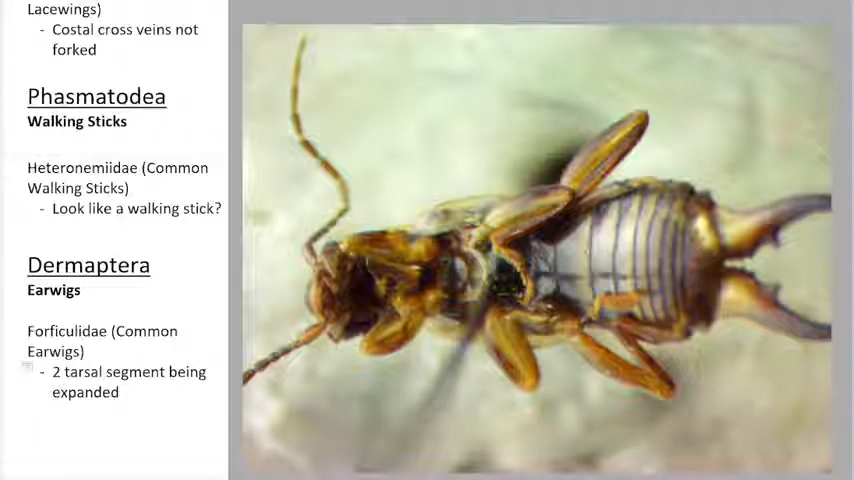 Lacewings)
- Costal cross veins not
forked
Phasmatodea
Walking Sticks
Heteronemiidae (Common
Walking Sticks)
- Look like a walking stick?
Dermaptera
Earwigs
Forficulidae (Common
Earwigs)
- 2 tarsal segment being
expanded